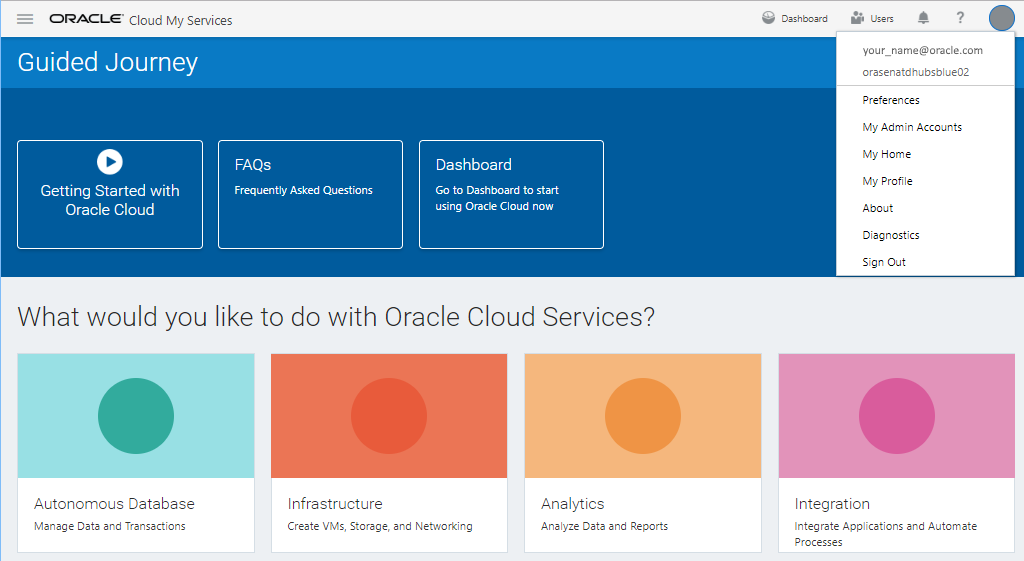 ORACLE® Cloud My Services
Dashboard
Users
?
your_name@oracle.com
orasenatdhubsblue02
Preferences
My Admin Accounts
My Home
My Profile
About
Diagnostics
Sign Out
Guided Journey
Getting Started with
Oracle Cloud
FAQs
Frequently Asked Questions
Dashboard
Go to Dashboard to start
using Oracle Cloud now
What would you like to do with Oracle Cloud Services?
Autonomous Database
Manage Data and Transactions
Infrastructure
Create VMs, Storage, and Networking
Analytics
Analyze Data and Reports
Integration
Integrate Applications and Automate
Processes